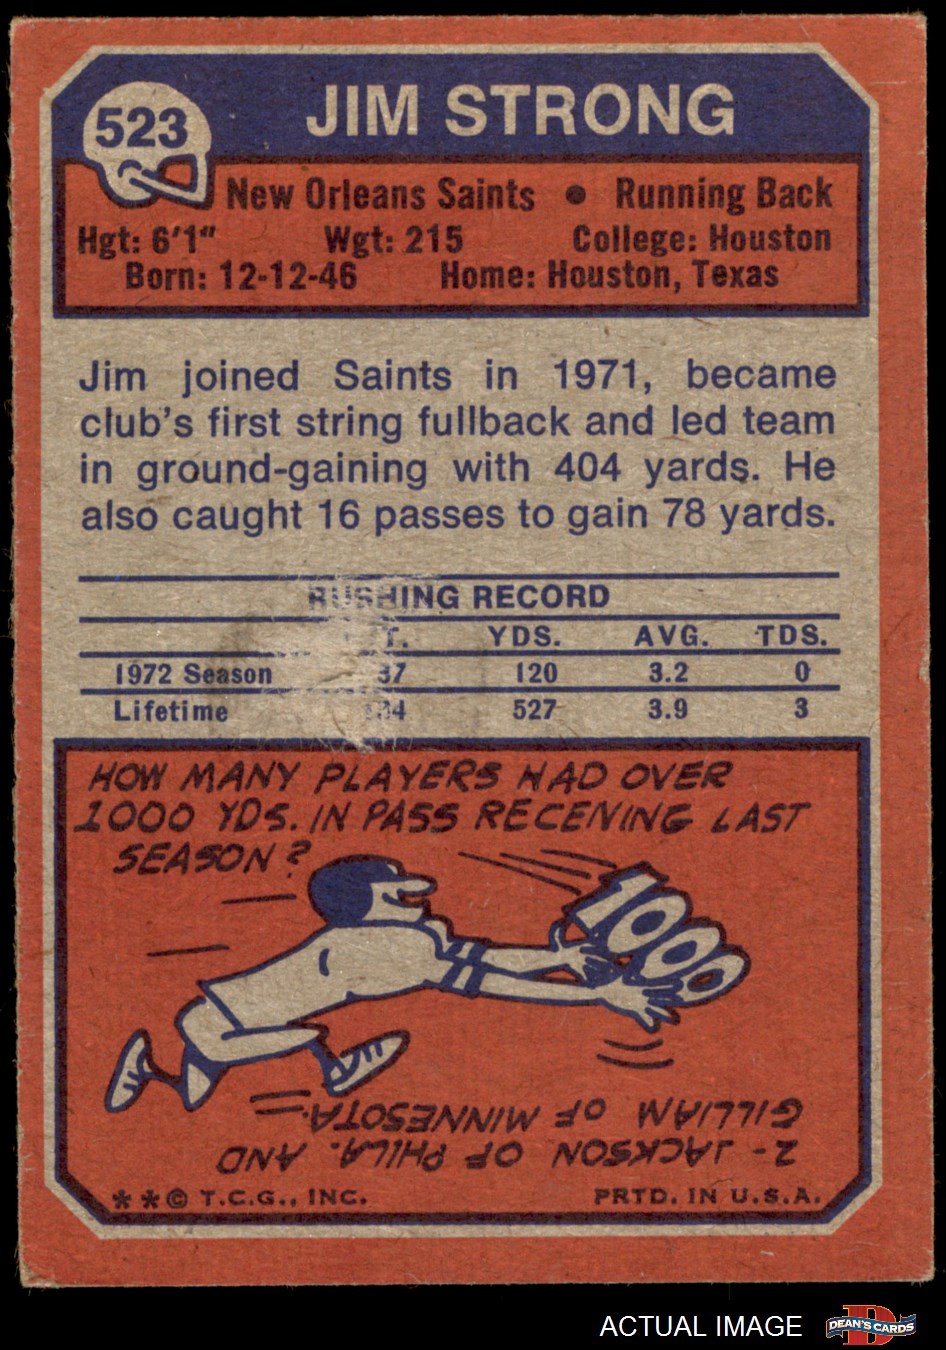 523
JIM STRONG
New Orleans Saints • Running Back
Hgt: 6'1" Wgt: 215 College: Houston
Born: 12-12-46 Home: Houston, Texas
Jim joined Saints in 1971, became
club's first string fullback and led team
in ground-gaining with 404 yards. He
also caught 16 passes to gain 78 yards.
RUSHING RECORD
YDS. AVG. TDS.
1972 Season 37 120 3.2 0
Lifetime 527 3.9 3
HOW MANY PLAYERS HAD OVER
1000 YDS. IN PASS RECEIVING LAST
SEASON?
1000
2 - JACKSON OF PHILA. AND
GILLIAM OF MINNESOTA.
**© T.C.G., INC. PRTD. IN U.S.A.
ACTUAL IMAGE
D
DEAN'S CARDS